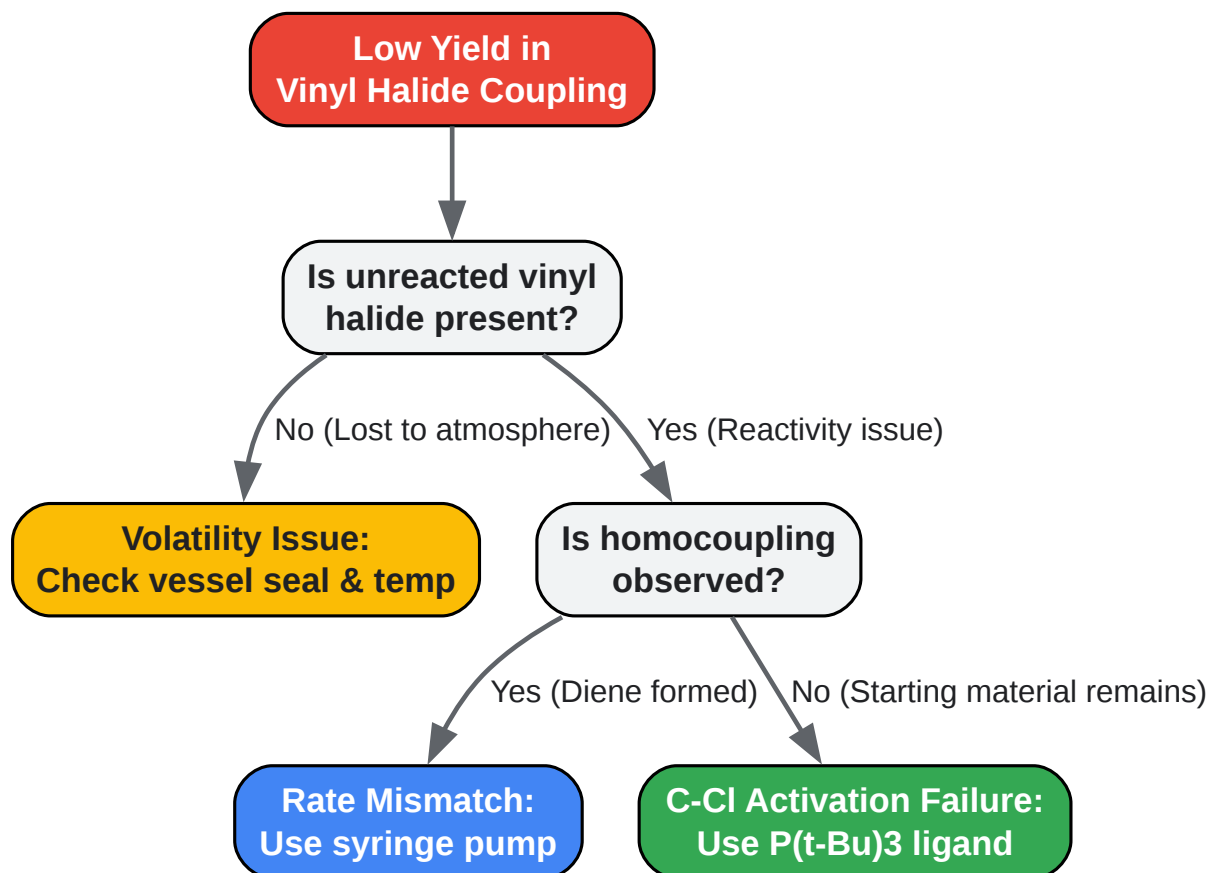 Low Yield in
Vinyl Halide Coupling
Is unreacted vinyl
halide present?
No (Lost to atmosphere)
Yes (Reactivity issue)
Volatility Issue:
Check vessel seal & temp
Is homocoupling
observed?
Yes (Diene formed)
No (Starting material remains)
Rate Mismatch:
Use syringe pump
C-Cl Activation Failure:
Use P(t-Bu)3 ligand